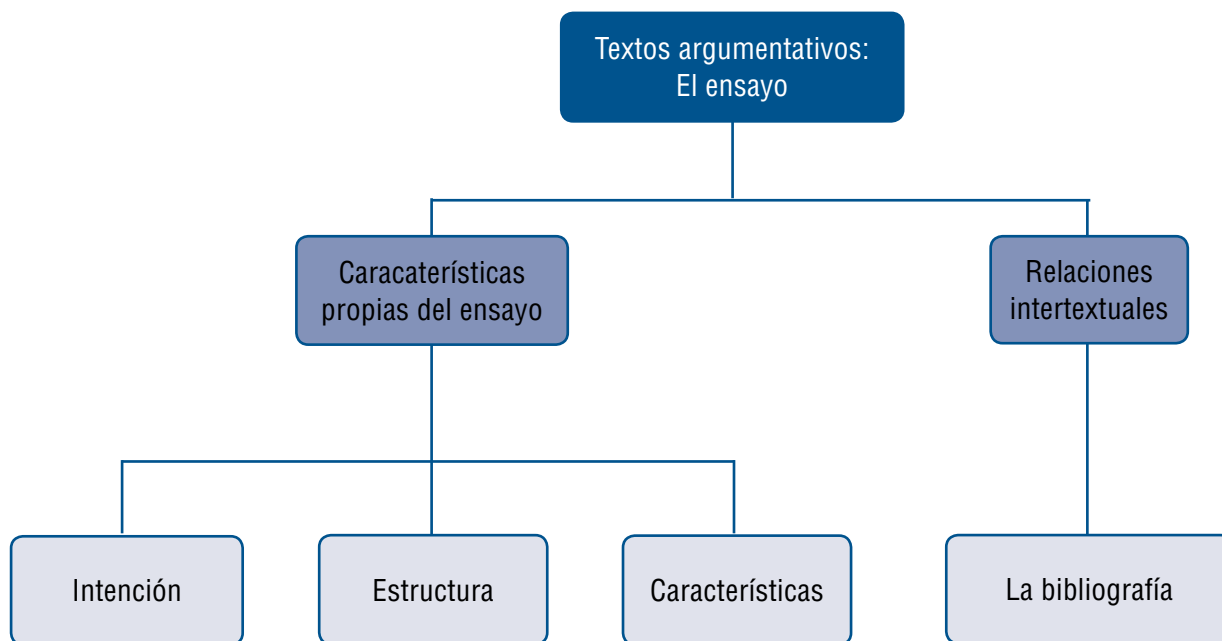 Textos argumentativos:
El ensayo
Caracaterísticas
propias del ensayo
Relaciones
intertextuales
Intención
Estructura
Características
La bibliografía